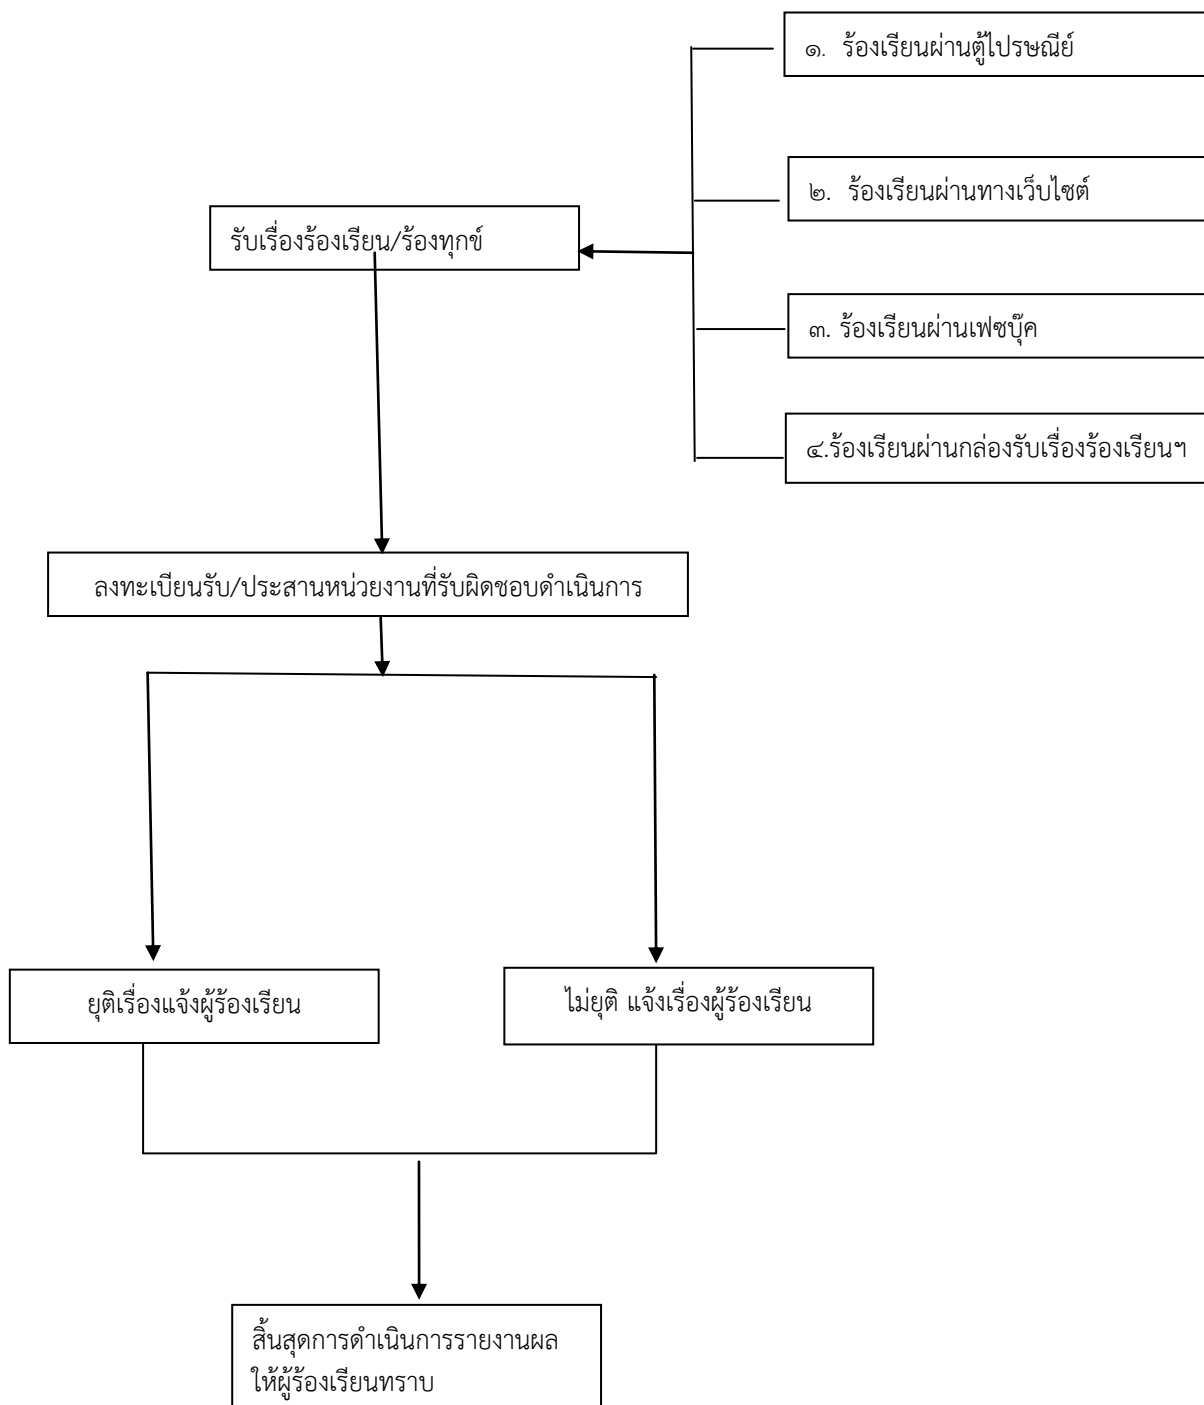 ๑. ร้องเรียนผ่านตู้ไปรษณีย์
๒. ร้องเรียนผ่านทางเว็บไซต์
รับเรื่องร้องเรียน/ร้องทุกข์
๓. ร้องเรียนผ่านเฟซบุ๊ค
๔.ร้องเรียนผ่านกล่องรับเรื่องร้องเรียนฯ
ลงทะเบียนรับ/ประสานหน่วยงานที่รับผิดชอบดำเนินการ
ยุติเรื่องแจ้งผู้ร้องเรียน
ไม่ยุติ แจ้งเรื่องผู้ร้องเรียน
สิ้นสุดการดำเนินการรายงานผล
ให้ผู้ร้องเรียนทราบ